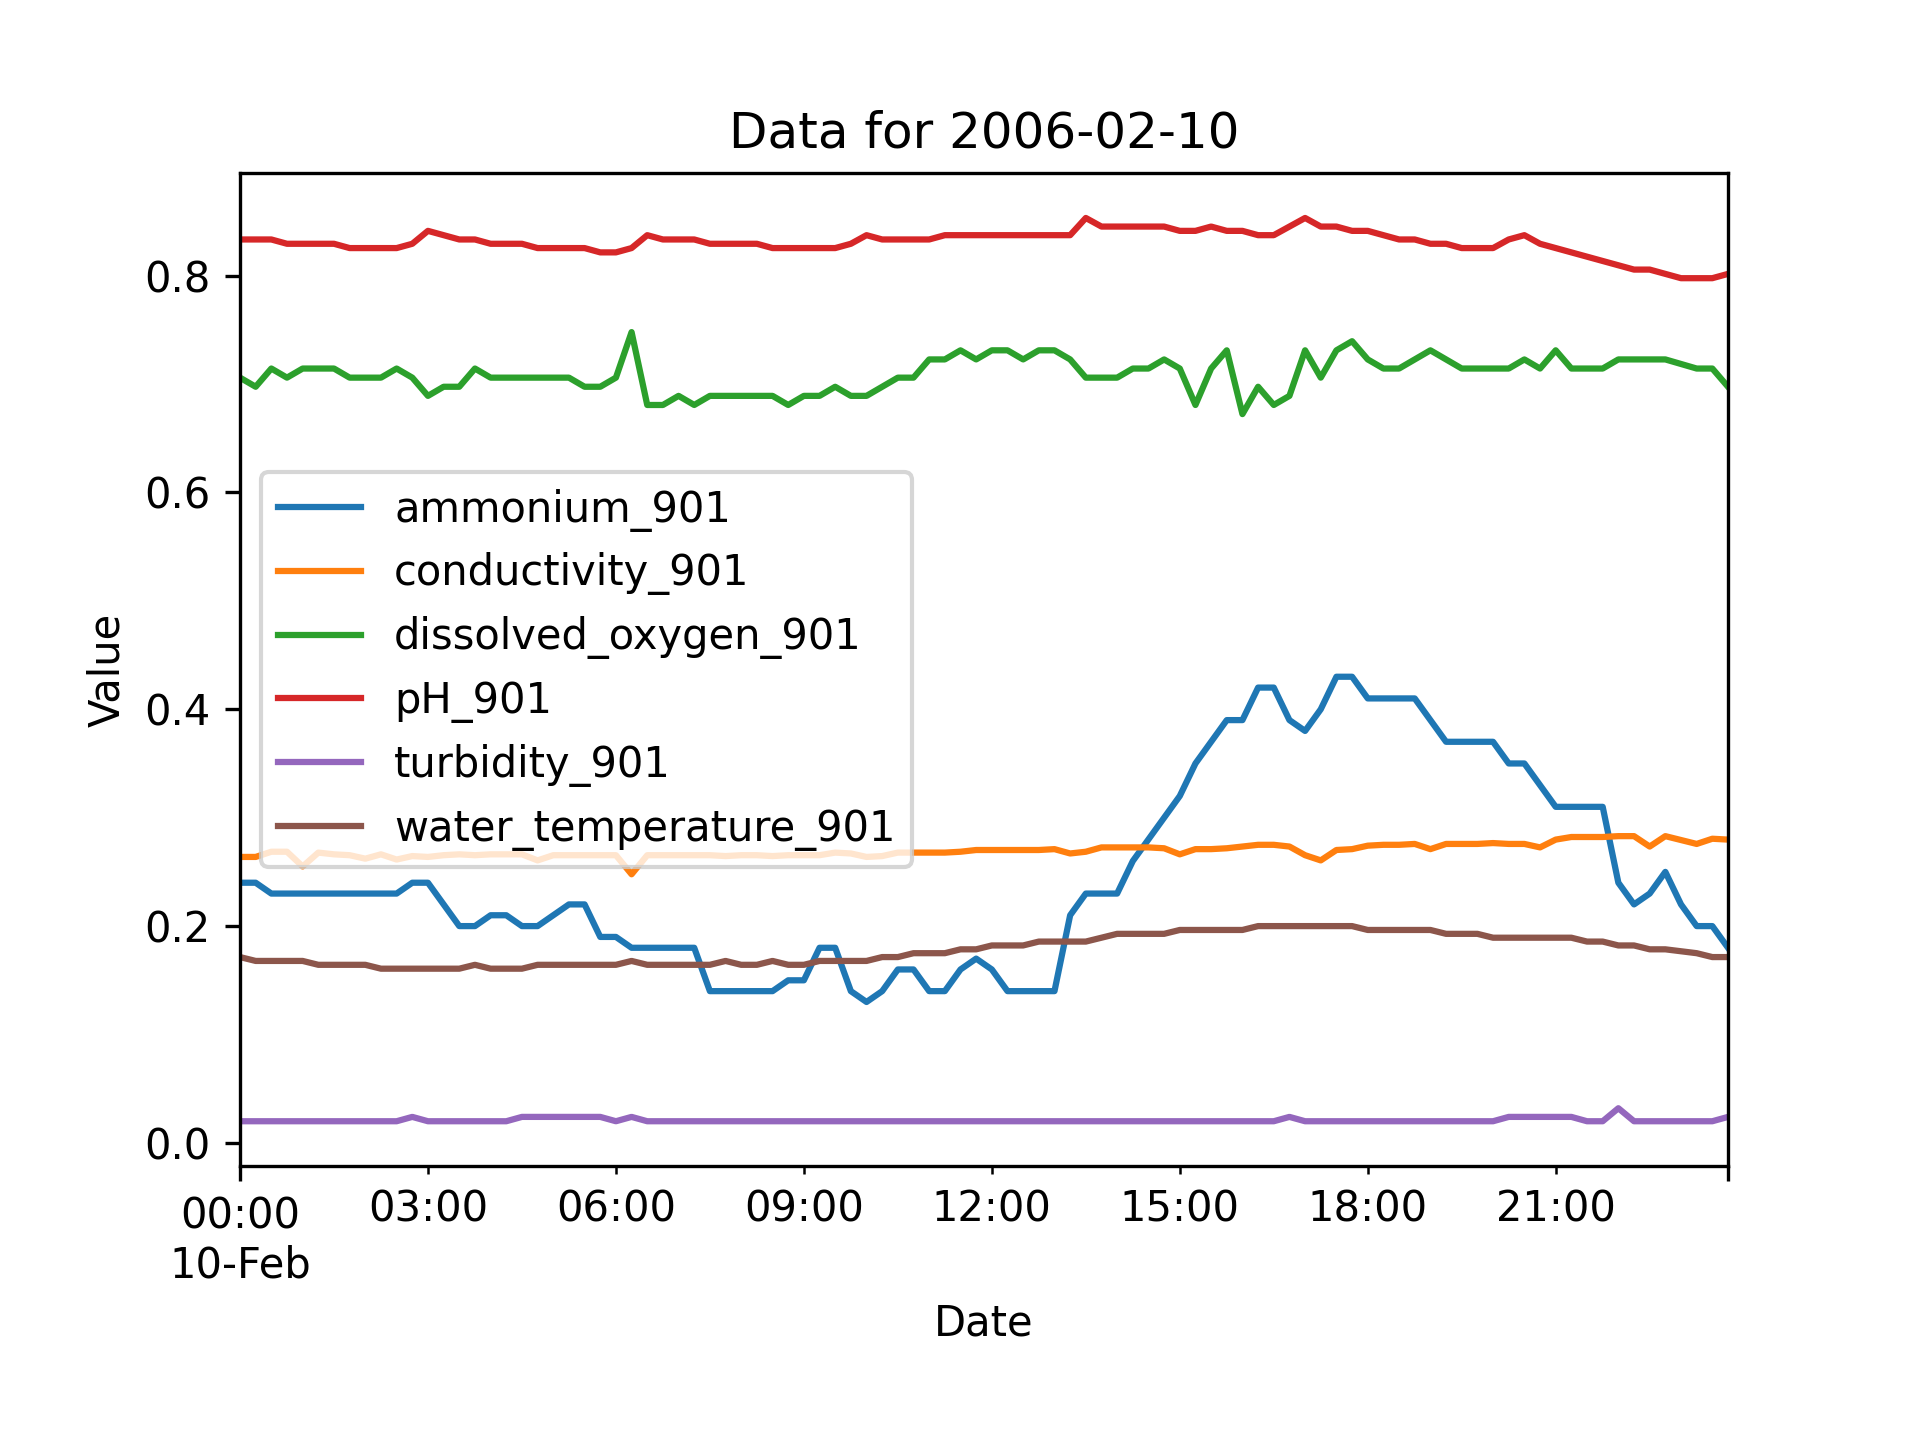 Data for 2006-02-10
0.8
0.6
0.4
0.2
0.0
Value
ammonium_901
conductivity_901
dissolved_oxygen_901
pH_901
turbidity_901
water_temperature_901
00:00 03:00 06:00 09:00 12:00 15:00 18:00 21:00
10-Feb
Date